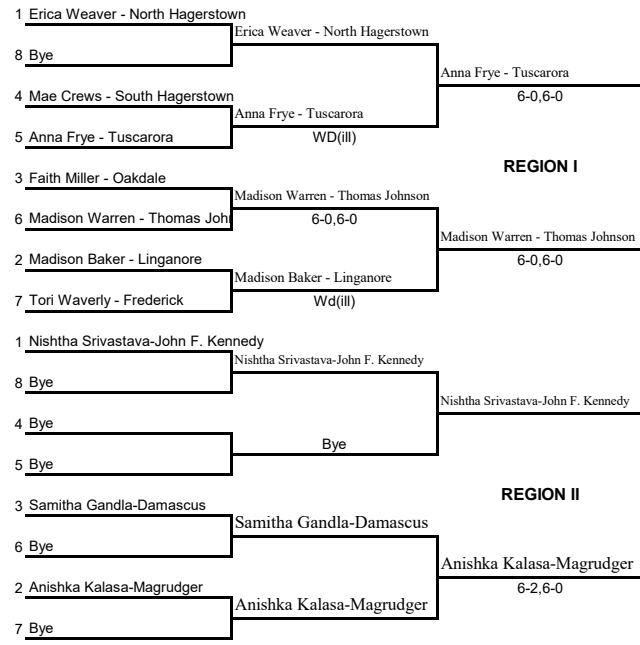 1 Erica Weaver - North Hagerstown
Erica Weaver - North Hagerstown
8 Bye
Anna Frye - Tuscarora
4 Mae Crews - South Hagerstown
6-0,6-0
Anna Frye - Tuscarora
5 Anna Frye - Tuscarora
WD(ill)
REGION I
3 Faith Miller - Oakdale
Madison Warren - Thomas Johnson
6 Madison Warren - Thomas John
6-0,6-0
Madison Warren - Thomas Johnson
2 Madison Baker - Linganore
6-0,6-0
Madison Baker - Linganore
7 Tori Waverly - Frederick
Wd(ill)
1 Nishtha Srivastava-John F. Kennedy
Nishtha Srivastava-John F. Kennedy
8 Bye
Nishtha Srivastava-John F. Kennedy
4 Bye
Bye
5 Bye
REGION II
3 Samitha Gandla-Damascus
Samitha Gandla-Damascus
6 Bye
Anishka Kalasa-Magrudger
2 Anishka Kalasa-Magrudger
6-2,6-0
Anishka Kalasa-Magrudger
7 Bye